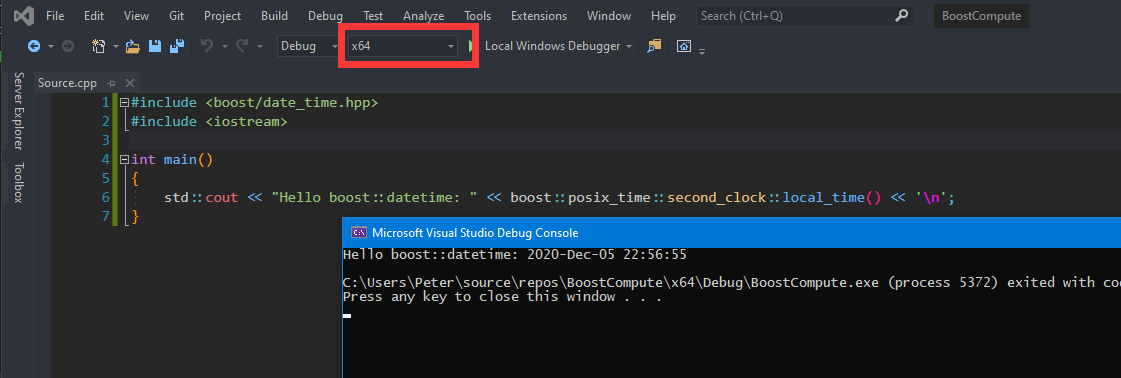 File Edit View Git Project Build Debug Test Analyze Tools Extensions Window Help Search (Ctrl+Q) BoostCompute
Debug x64 Local Windows Debugger
Server Explorer
Toolbox
Source.cpp
1 #include <boost/date_time.hpp>
2 #include <iostream>
3
4 int main()
5 {
6 std::cout << "Hello boost::datetime: " << boost::posix_time::second_clock::local_time() << '\n';
7 }
C:\ Microsoft Visual Studio Debug Console
Hello boost::datetime: 2020-Dec-05 22:56:55
C:\Users\Peter\source\repos\BoostCompute\x64\Debug\BoostCompute.exe (process 5372) exited with co
Press any key to close this window . . .